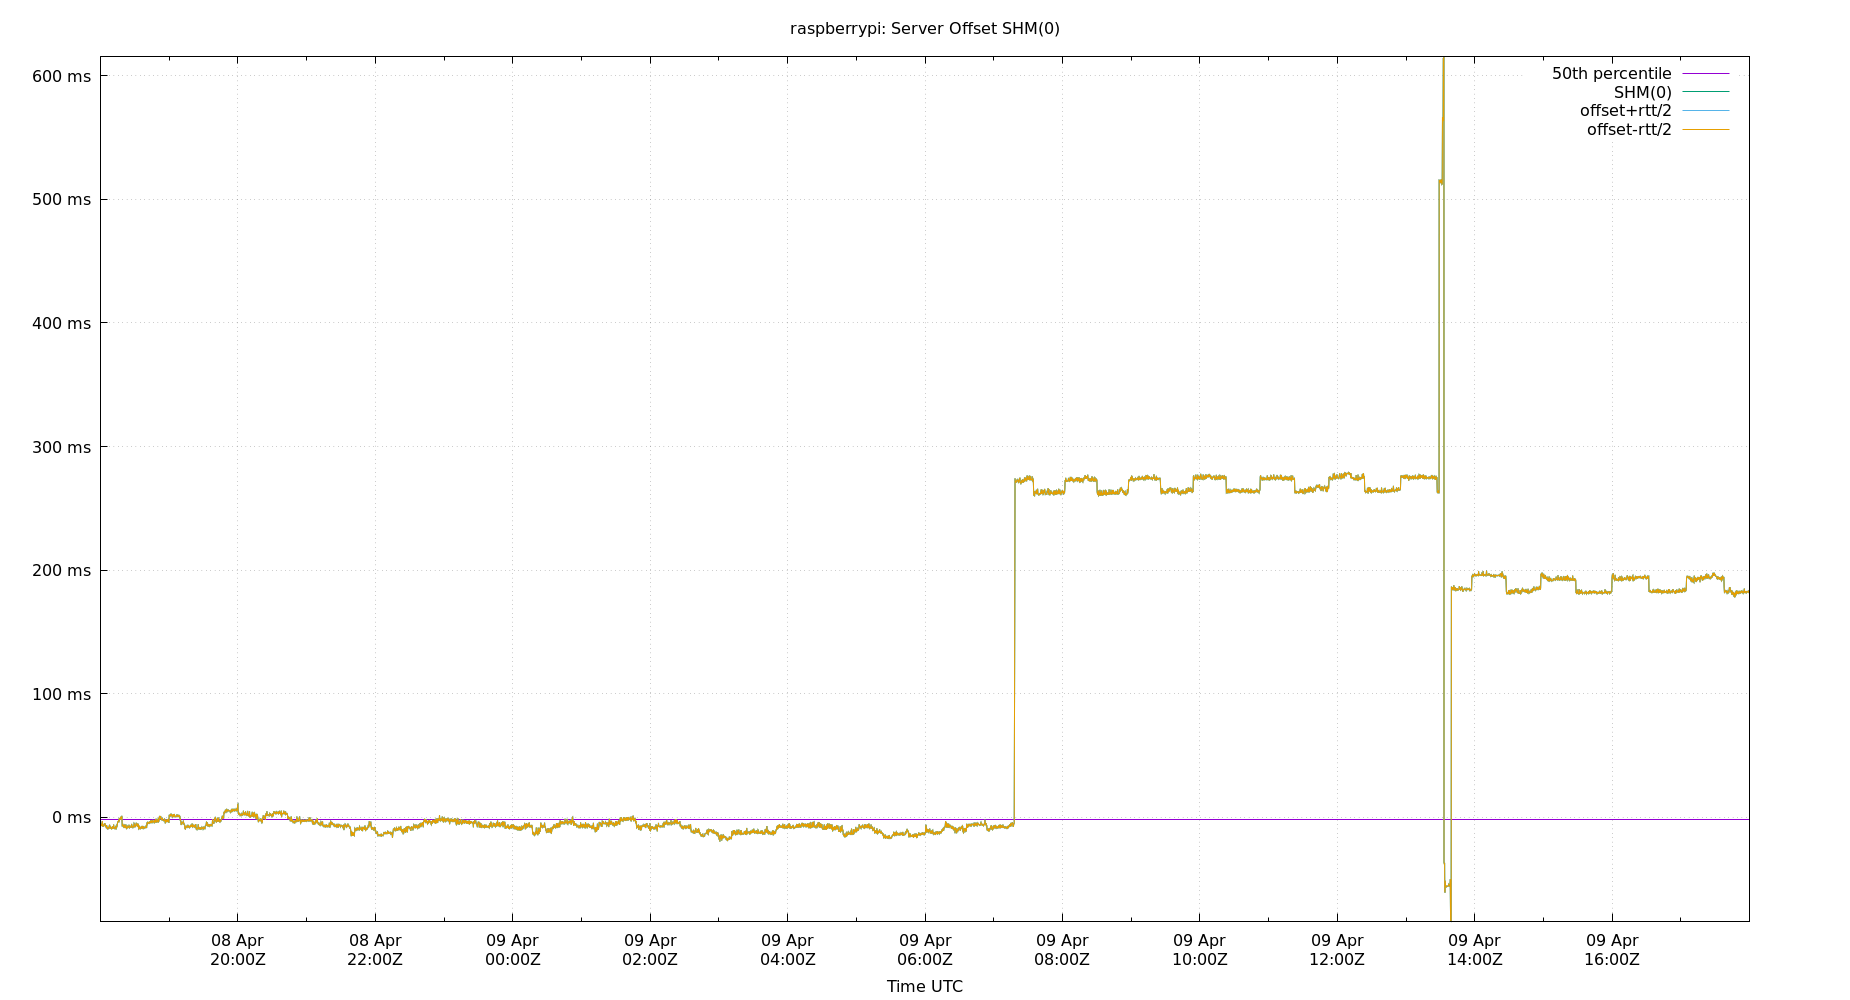 raspberrypi: Server Offset SHM(0)
600 ms
500 ms
400 ms
300 ms
200 ms
100 ms
0 ms
50th percentile
SHM(0)
offset+rtt/2
offset-rtt/2
08 Apr 08 Apr 09 Apr 09 Apr 09 Apr 09 Apr 09 Apr 09 Apr 09 Apr 09 Apr 09 Apr
20:00Z 22:00Z 00:00Z 02:00Z 04:00Z 06:00Z 08:00Z 10:00Z 12:00Z 14:00Z 16:00Z
Time UTC